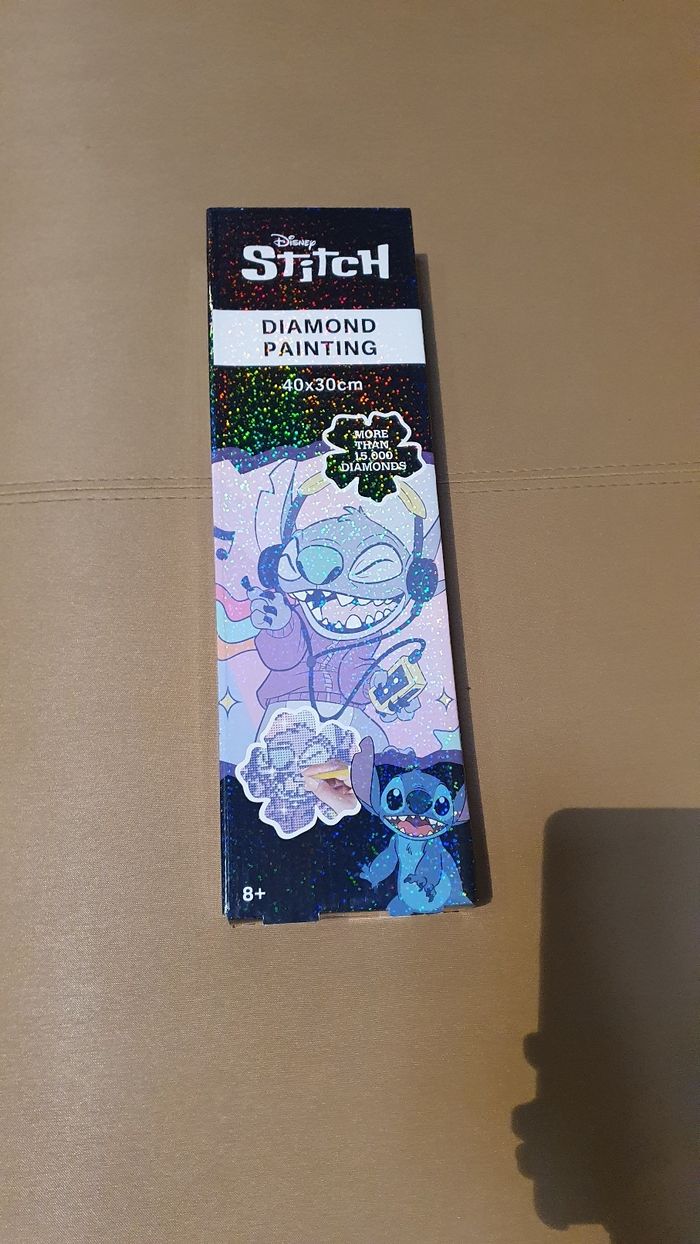 Disney
Stitch
DIAMOND
PAINTING
40x30cm
MORE
THAN
15.000
DIAMONDS
8+